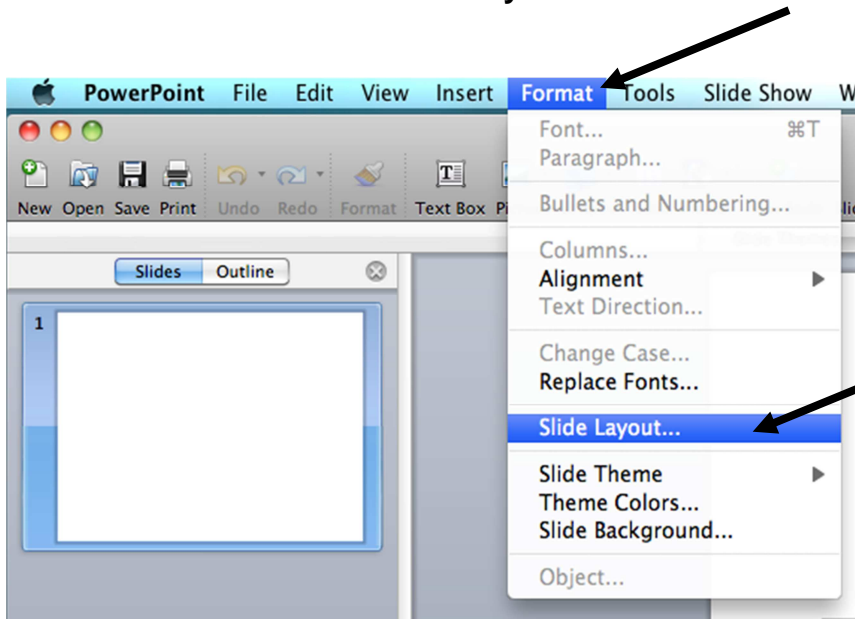 PowerPoint File Edit View Insert Format Tools Slide Show W
New Open Save Print Undo Redo Format Text Box
Slides Outline
1
Font... ⌘T
Paragraph...
Bullets and Numbering...
Columns...
Alignment
Text Direction...
Change Case...
Replace Fonts...
Slide Layout...
Slide Theme
Theme Colors...
Slide Background...
Object...